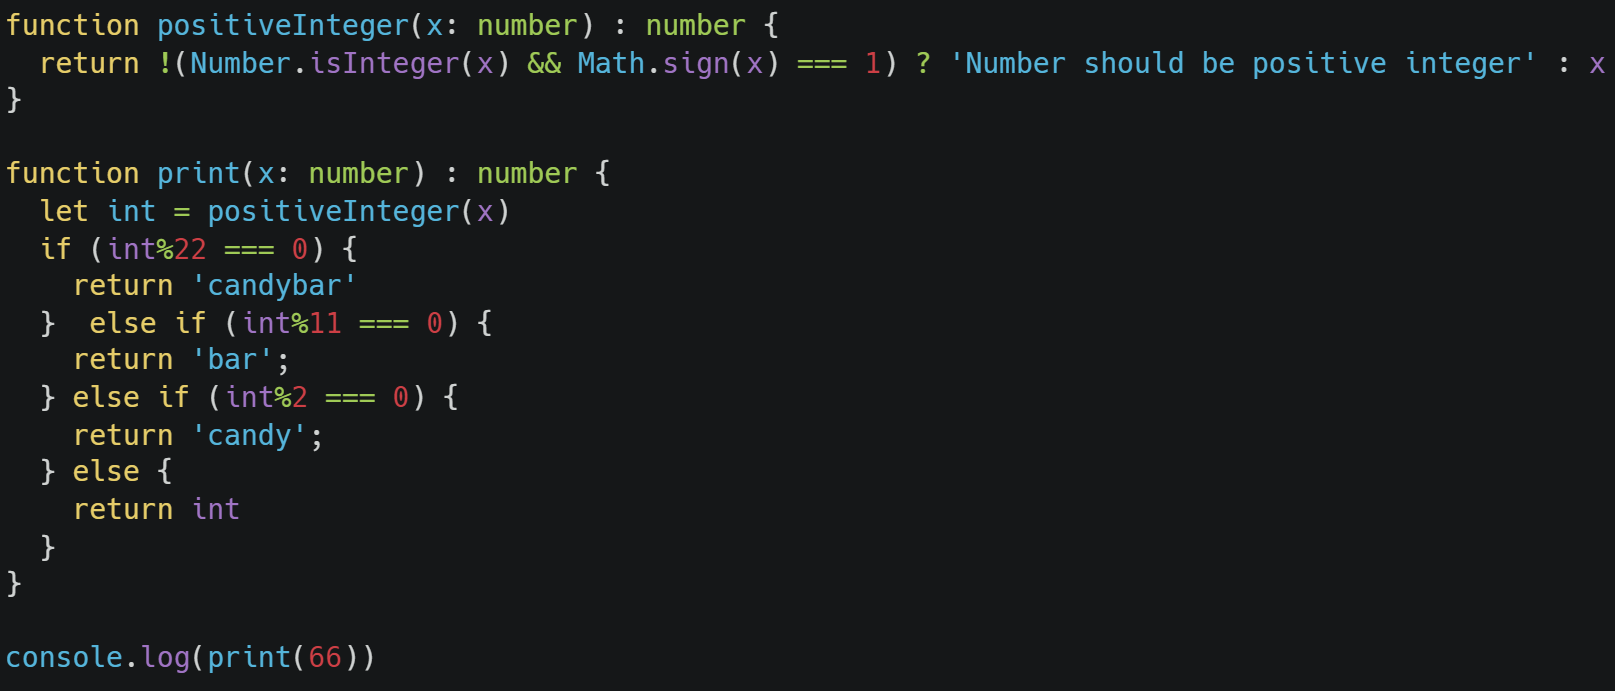 function positiveInteger(x: number) : number {
  return !(Number.isInteger(x) && Math.sign(x) === 1) ? 'Number should be positive integer' : x
}

function print(x: number) : number {
  let int = positiveInteger(x)
  if (int%22 === 0) {
    return 'candybar'
  }  else if (int%11 === 0) {
    return 'bar';
  } else if (int%2 === 0) {
    return 'candy';
  } else {
    return int
  }
}

console.log(print(66))